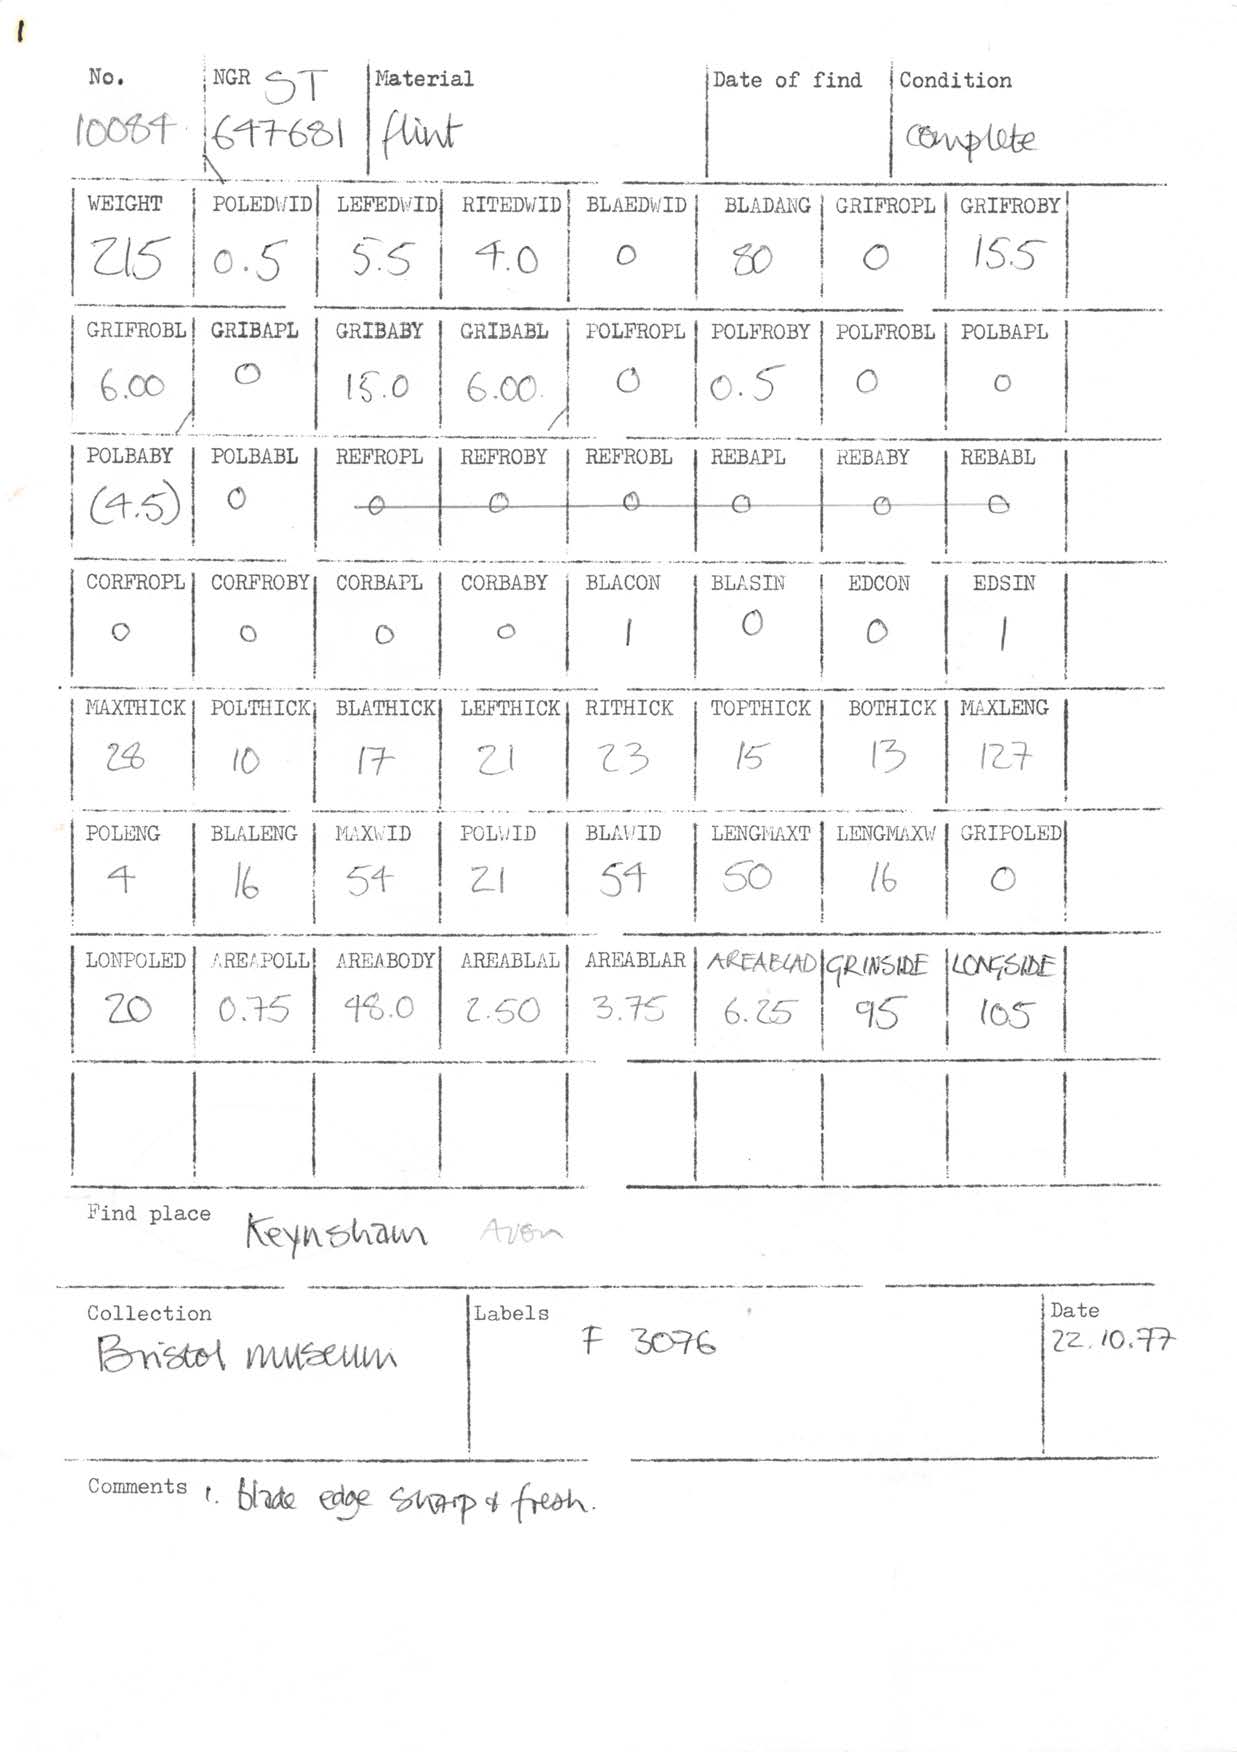 1
No. NGR ST Material Date of find Condition
10084 647681 flint complete
WEIGHT POLEDWID LEFEDWID RITEDWID BLAEDWID BLADANG GRIFROPL GRIFROBY
215 0.5 5.5 4.0 0 80 0 15.5
GRIFROBL GRIBAPL GRIBABY GRIBABL POLFROPL POLFROBY POLFROBL POLBAPL
6.00 0 15.0 6.00 0 0.5 0 0
POLBABY POLBABL REFROPL REFROBY REFROBL REBAPL REBABY REBABL
(4.5) 0 0 0 0 0 0 0
CORFROPL CORFROBY CORBAPL CORBABY BLACON BLASIN EDCON EDSIN
0 0 0 0 1 0 0 1
MAXTHICK POLTHICK BLATHICK LEFTHICK RITHICK TOPTHICK BOTHICK MAXLENG
28 10 17 21 23 15 13 127
POLENG BLALENG MAXWID POLWID BLAWID LENGMAXT LENGMAXW GRIPOLED
4 16 54 21 54 50 16 0
LONPOLED AREAPOLL AREABODY AREABLAL AREABLAR AREABLAD GRINSIDE LONGSIDE
20 0.75 48.0 2.50 3.75 6.25 95 105
Find place Keynsham Avon
Collection Labels Date
Bristol museum F 3076 22.10.77
Comments 1. blade edge sharp & fresh.